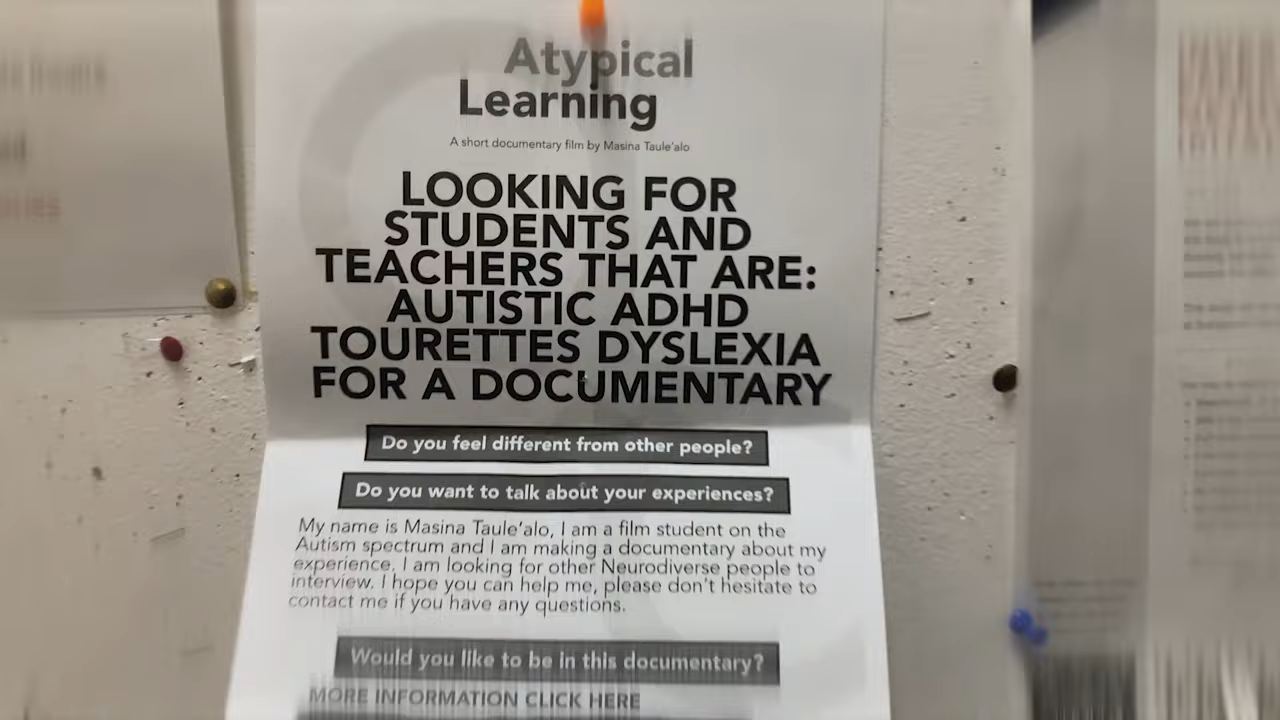 Atypical
Learning
A short documentary film by Masina Taule'alo
LOOKING FOR
STUDENTS AND
TEACHERS THAT ARE:
AUTISTIC ADHD
TOURETTES DYSLEXIA
FOR A DOCUMENTARY
Do you feel different from other people?
Do you want to talk about your experiences?
My name is Masina Taule'alo, I am a film student on the
Autism spectrum and I am making a documentary about my
experience. I am looking for other Neurodiverse people to
interview. I hope you can help me, please don't hesitate to
contact me if you have any questions.
Would you like to be in this documentary?
MORE INFORMATION CLICK HERE